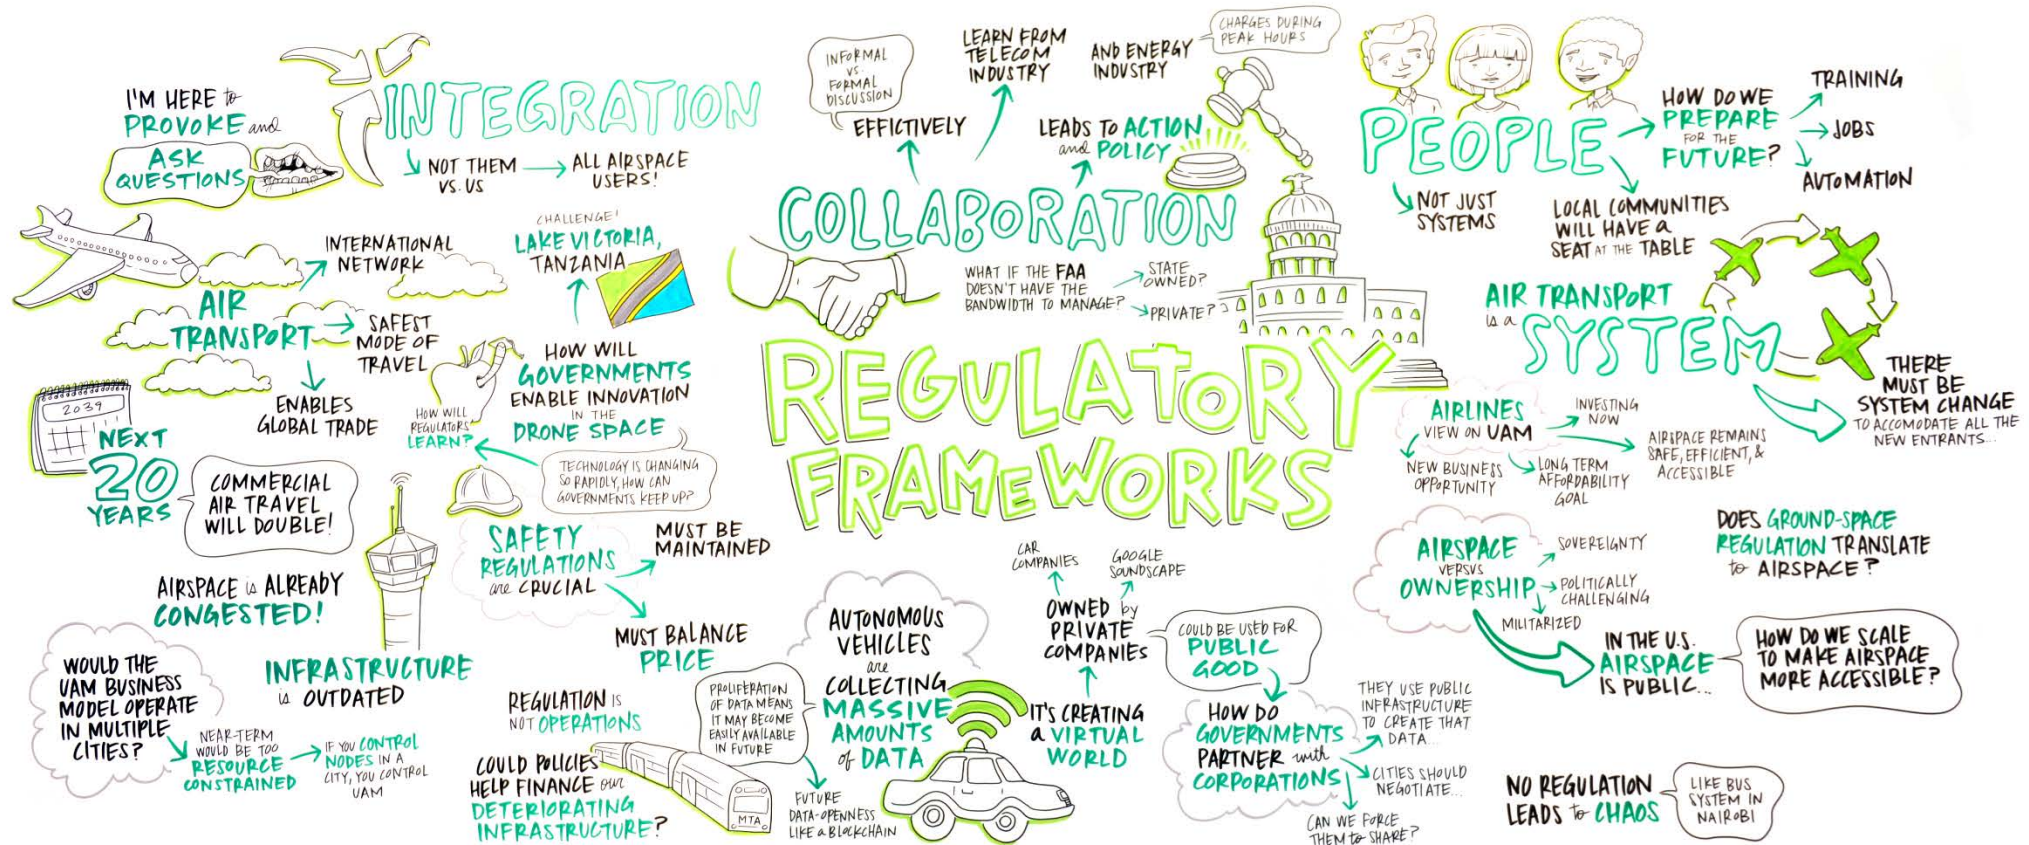 I'M HERE to
PROVOKE and
ASK
QUESTIONS
INTEGRATION
NOT THEM
VS. US
ALL AIRSPACE
USERS!
AIR
TRANSPORT
INTERNATIONAL
NETWORK
SAFEST
MODE OF
TRAVEL
ENABLES
GLOBAL TRADE
CHALLENGE!
LAKE VICTORIA,
TANZANIA
HOW WILL
GOVERNMENTS
ENABLE INNOVATION
IN THE
DRONE SPACE
HOW WILL
REGULATORS
LEARN?
TECHNOLOGY IS CHANGING
SO RAPIDLY, HOW CAN
GOVERNMENTS KEEP UP?
2039
NEXT
20
YEARS
COMMERCIAL
AIR TRAVEL
WILL DOUBLE!
AIRSPACE is ALREADY
CONGESTED!
INFRASTRUCTURE
is OUTDATED
WOULD THE
UAM BUSINESS
MODEL OPERATE
IN MULTIPLE
CITIES?
NEAR-TERM
WOULD BE TOO
RESOURCE
CONSTRAINED
IF YOU CONTROL
NODES IN A
CITY, YOU CONTROL
UAM
SAFETY
REGULATIONS
are CRUCIAL
MUST BE
MAINTAINED
MUST BALANCE
PRICE
REGULATION IS
NOT OPERATIONS
COULD POLICIES
HELP FINANCE our
DETERIORATING
INFRASTRUCTURE?
MTA
INFORMAL
VS.
FORMAL
DISCUSSION
EFFICTIVELY
LEARN FROM
TELECOM
INDUSTRY
AND ENERGY
INDUSTRY
CHARGES DURING
PEAK HOURS
LEADS TO ACTION
and POLICY
COLLABORATION
WHAT IF THE FAA
DOESN'T HAVE THE
BANDWIDTH TO MANAGE?
STATE
OWNED?
PRIVATE?
REGULATORY
FRAMEWORKS
AUTONOMOUS
VEHICLES
are
COLLECTING
MASSIVE
AMOUNTS
of DATA
PROLIFERATION
OF DATA MEANS
IT MAY BECOME
EASILY AVAILABLE
IN FUTURE
FUTURE
DATA-OPENNESS
LIKE a BLOCKCHAIN
IT'S CREATING
a VIRTUAL
WORLD
OWNED by
PRIVATE
COMPANIES
CAR
COMPANIES
GOOGLE
SOUNDSCAPE
COULD BE USED FOR
PUBLIC
GOOD
HOW DO
GOVERNMENTS
PARTNER with
CORPORATIONS
THEY USE PUBLIC
INFRASTRUCTURE
TO CREATE THAT
DATA...
CITIES SHOULD
NEGOTIATE...
CAN WE FORCE
THEM to SHARE?
PEOPLE
NOT JUST
SYSTEMS
HOW DO WE
PREPARE
FOR THE
FUTURE?
TRAINING
JOBS
AUTOMATION
LOCAL COMMUNITIES
WILL HAVE a
SEAT AT THE TABLE
AIR TRANSPORT
is a SYSTEM
THERE
MUST BE
SYSTEM CHANGE
TO ACCOMODATE ALL THE
NEW ENTRANTS...
AIRLINES
VIEW ON UAM
INVESTING
NOW
AIRSPACE REMAINS
SAFE, EFFICIENT, &
ACCESSIBLE
LONG TERM
AFFORDABILITY
GOAL
NEW BUSINESS
OPPORTUNITY
AIRSPACE
VERSUS
OWNERSHIP
SOVEREIGNTY
POLITICALLY
CHALLENGING
MILITARIZED
DOES GROUND-SPACE
REGULATION TRANSLATE
to AIRSPACE?
IN THE U.S.
AIRSPACE
IS PUBLIC...
HOW DO WE SCALE
TO MAKE AIRSPACE
MORE ACCESSIBLE?
NO REGULATION
LEADS to CHAOS
LIKE BUS
SYSTEM IN
NAIROBI